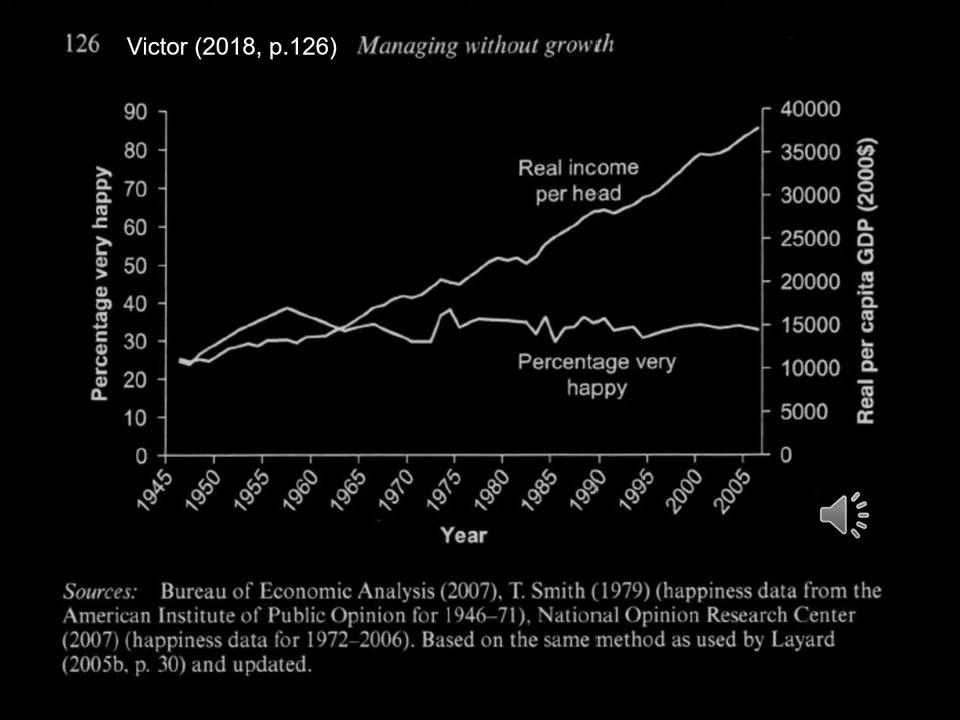 126 Victor (2018, p.126) Managing without growth
90
80
70
60
50
40
30
20
10
0
Percentage very happy
40000
35000
30000
25000
20000
15000
10000
5000
0
Real per capita GDP (2000$)
Real income
per head
Percentage very
happy
1945 1950 1955 1960 1965 1970 1975 1980 1985 1990 1995 2000 2005
Year
Sources: Bureau of Economic Analysis (2007), T. Smith (1979) (happiness data from the
American Institute of Public Opinion for 1946–71), National Opinion Research Center
(2007) (happiness data for 1972–2006). Based on the same method as used by Layard
(2005b, p. 30) and updated.